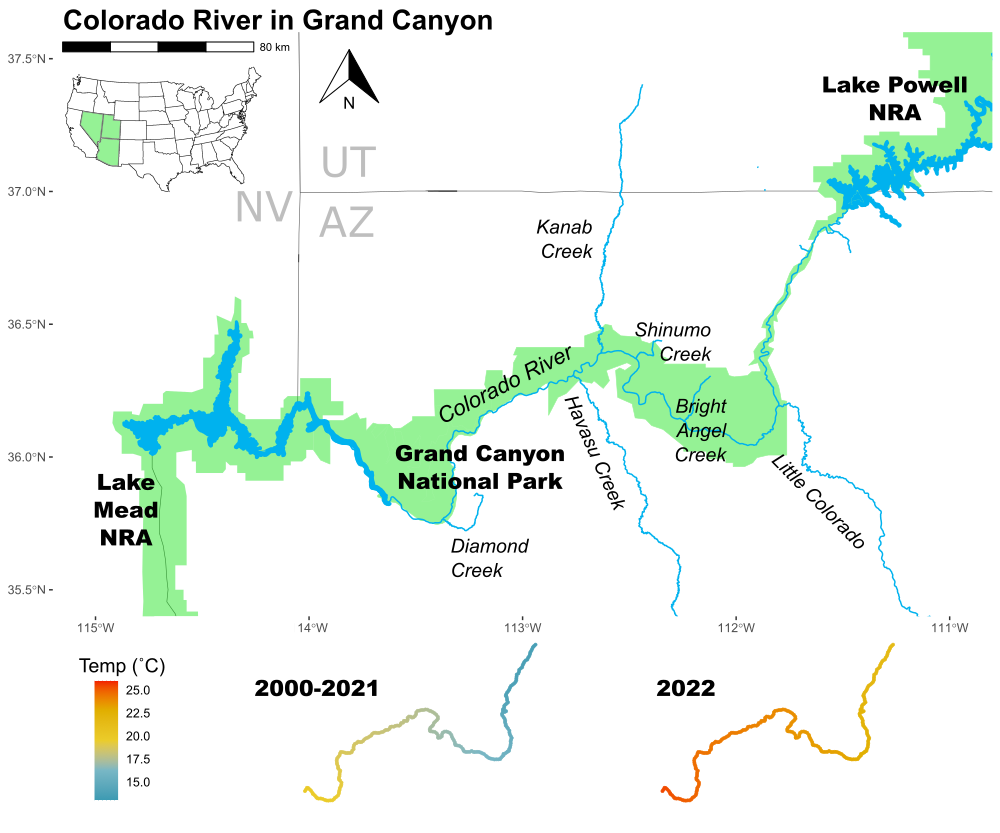 Colorado River in Grand Canyon
80 km
37.5°N
N
Lake Powell
NRA
UT
37.0°N
NV
AZ
Kanab
Creek
36.5°N
Shinumo
Creek
Colorado River
Bright
Angel
Creek
Havasu Creek
36.0°N
Grand Canyon
National Park
Little Colorado
Lake
Mead
NRA
Diamond
Creek
35.5°N
115°W
14°W
113°W
112°W
111°W
Temp (°C)
25.0
22.5
20.0
17.5
15.0
2000-2021
2022